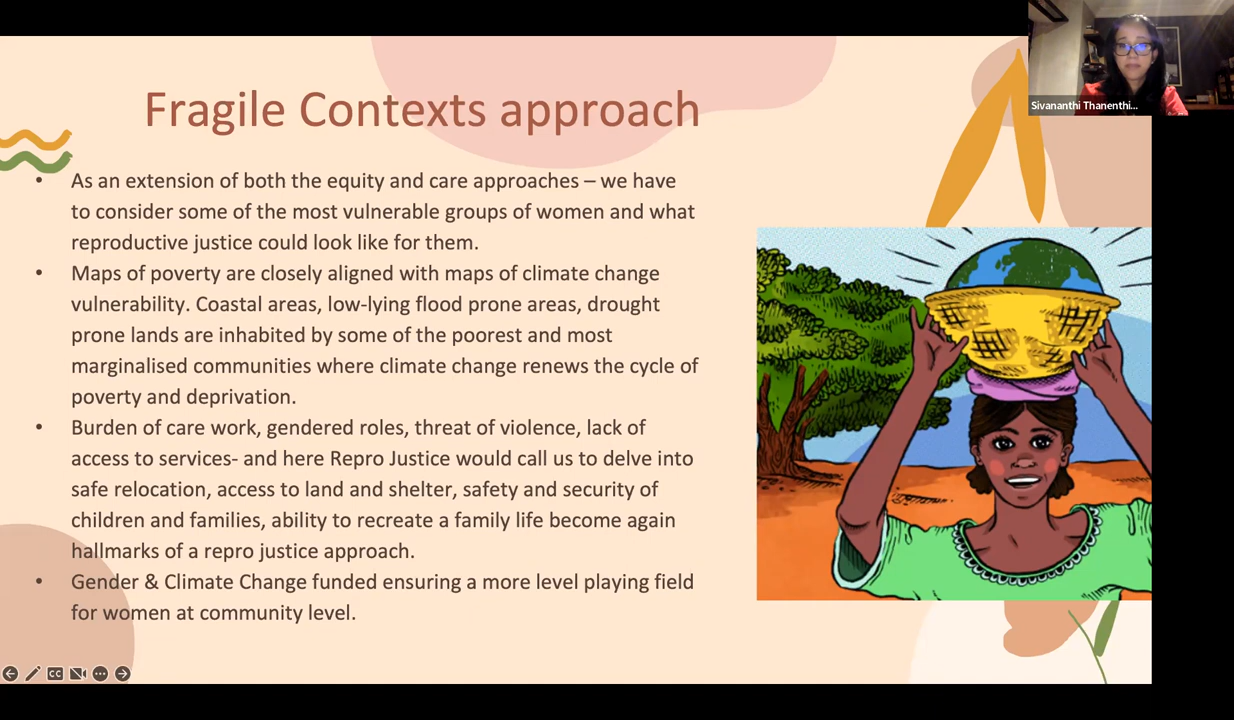 Sivananthi Thanenthi...
Fragile Contexts approach
• As an extension of both the equity and care approaches – we have
to consider some of the most vulnerable groups of women and what
reproductive justice could look like for them.
• Maps of poverty are closely aligned with maps of climate change
vulnerability. Coastal areas, low-lying flood prone areas, drought
prone lands are inhabited by some of the poorest and most
marginalised communities where climate change renews the cycle of
poverty and deprivation.
• Burden of care work, gendered roles, threat of violence, lack of
access to services- and here Repro Justice would call us to delve into
safe relocation, access to land and shelter, safety and security of
children and families, ability to recreate a family life become again
hallmarks of a repro justice approach.
• Gender & Climate Change funded ensuring a more level playing field
for women at community level.
CC